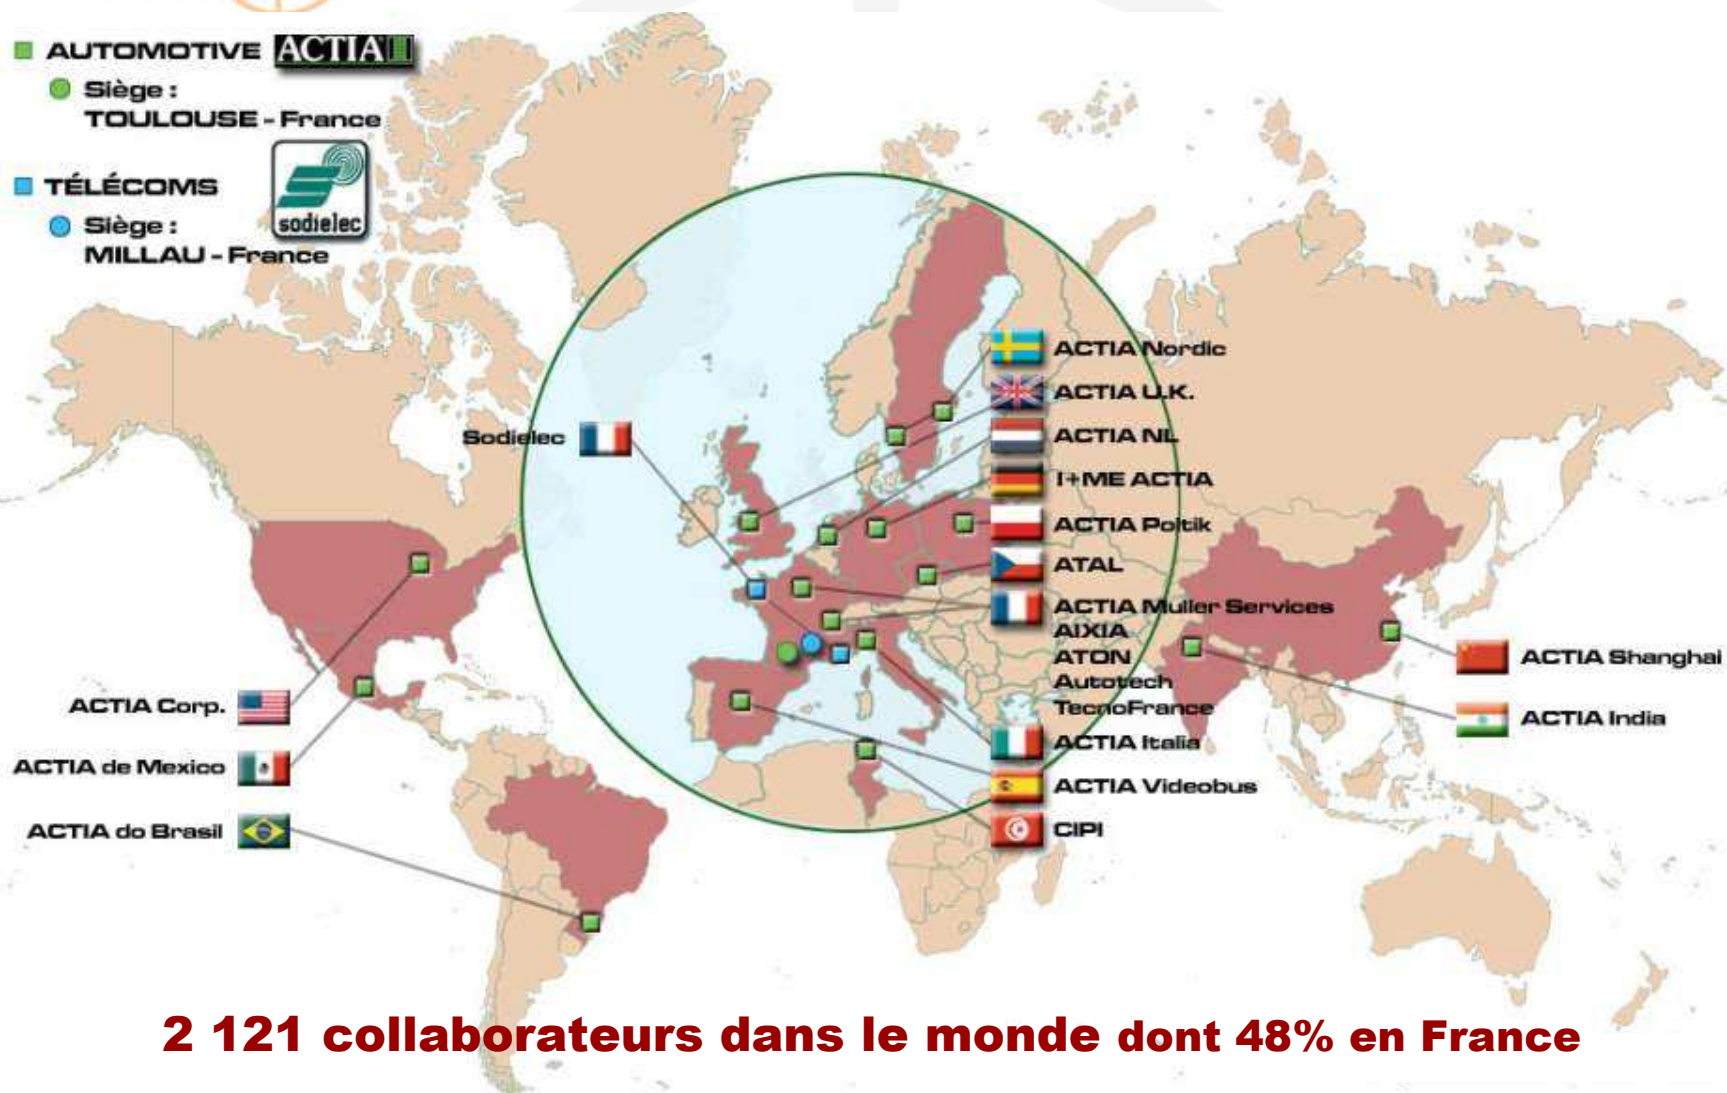 AUTOMOTIVE ACTIA
Siège :
TOULOUSE - France
TÉLÉCOMS
sodielec
Siège :
MILLAU - France
Sodielec
ACTIA Nordic
ACTIA U.K.
ACTIA NL
I+ME ACTIA
ACTIA Poltik
ATAL
ACTIA Muller Services
AIXIA
ATON
Autotech
TecnoFrance
ACTIA Italia
ACTIA Videobus
CIPI
ACTIA Corp.
ACTIA de Mexico
ACTIA do Brasil
ACTIA Shanghai
ACTIA India
2 121 collaborateurs dans le monde dont 48% en France